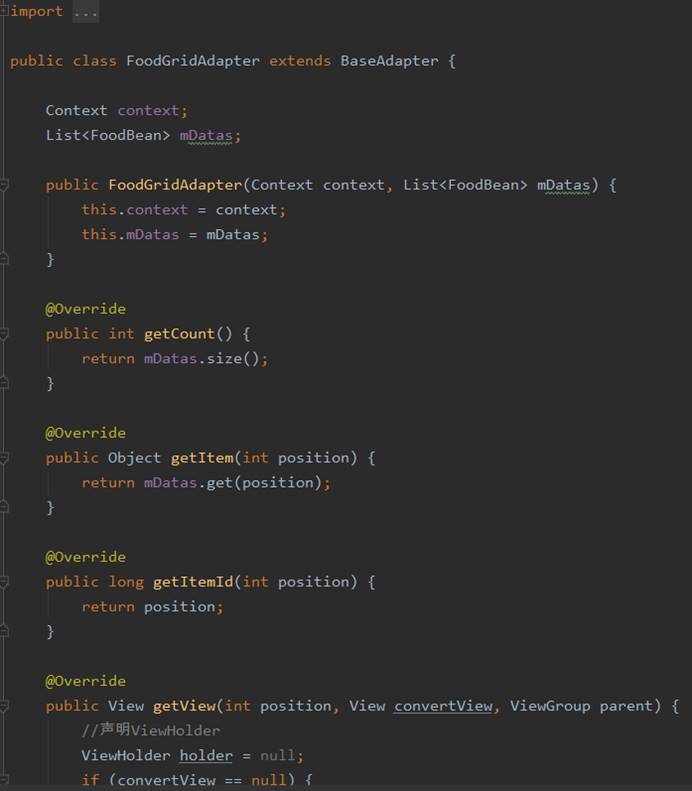 import ...
public class FoodGridAdapter extends BaseAdapter {
Context context;
List<FoodBean> mDatas;
public FoodGridAdapter(Context context, List<FoodBean> mDatas) {
this.context = context;
this.mDatas = mDatas;
}
@Override
public int getCount() {
return mDatas.size();
}
@Override
public Object getItem(int position) {
return mDatas.get(position);
}
@Override
public long getItemId(int position) {
return position;
}
@Override
public View getView(int position, View convertView, ViewGroup parent) {
//声明ViewHolder
ViewHolder holder = null;
if (convertView == null) {